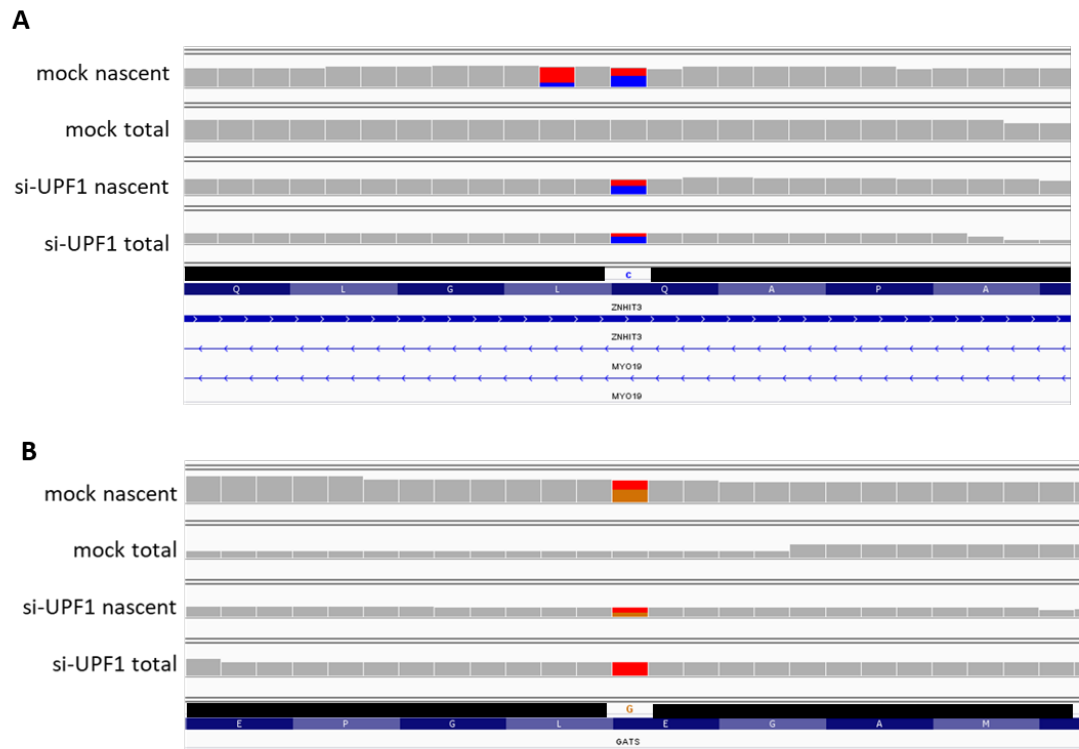 A
mock nascent
mock total
si-UPF1 nascent
si-UPF1 total
C
Q L G L Q A P A
ZNHIT3
ZNHIT3
MYO19
MYO19
B
mock nascent
mock total
si-UPF1 nascent
si-UPF1 total
G
E P G L E G A M
GATS